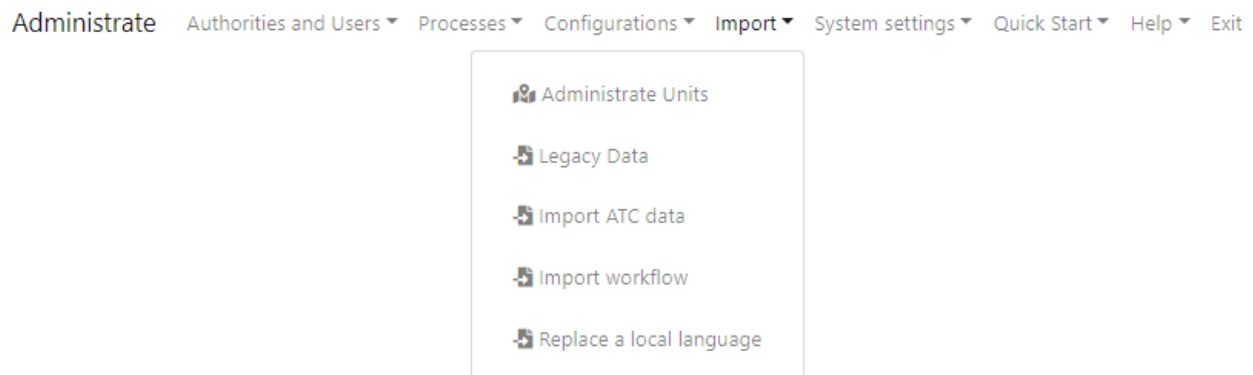 Administrate Authorities and Users Processes Configurations Import System settings Quick Start Help Exit
Administrate Units
Legacy Data
Import ATC data
Import workflow
Replace a local language